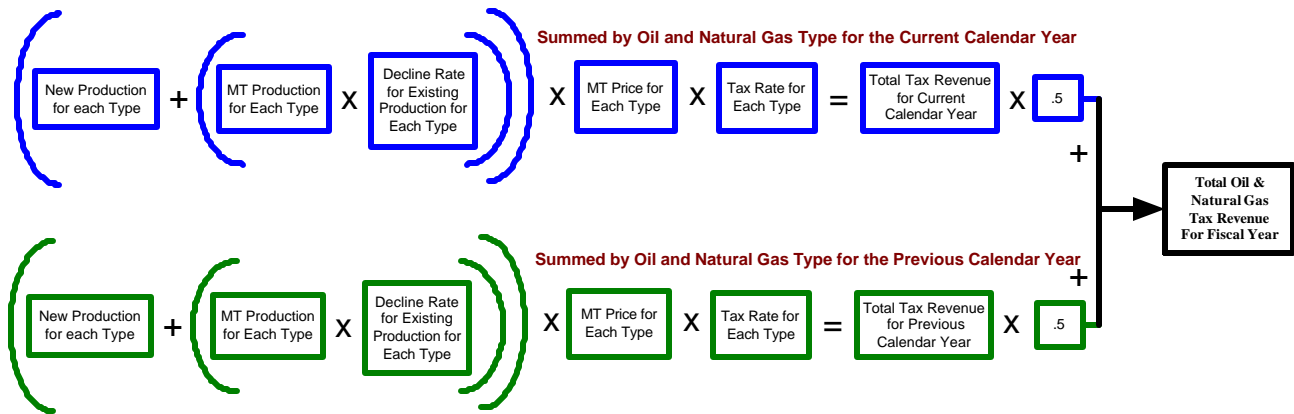 Summed by Oil and Natural Gas Type for the Current Calendar Year
New Production
for each Type
+
MT Production
for Each Type
X
Decline Rate
for Existing
Production for
Each Type
X
MT Price for
Each Type
X
Tax Rate for
Each Type
=
Total Tax Revenue
for Current
Calendar Year
X
.5
+
Total Oil &
Natural Gas
Tax Revenue
For Fiscal Year
Summed by Oil and Natural Gas Type for the Previous Calendar Year
+
New Production
for each Type
+
MT Production
for Each Type
X
Decline Rate
for Existing
Production for
Each Type
X
MT Price for
Each Type
X
Tax Rate for
Each Type
=
Total Tax Revenue
for Previous
Calendar Year
X
.5